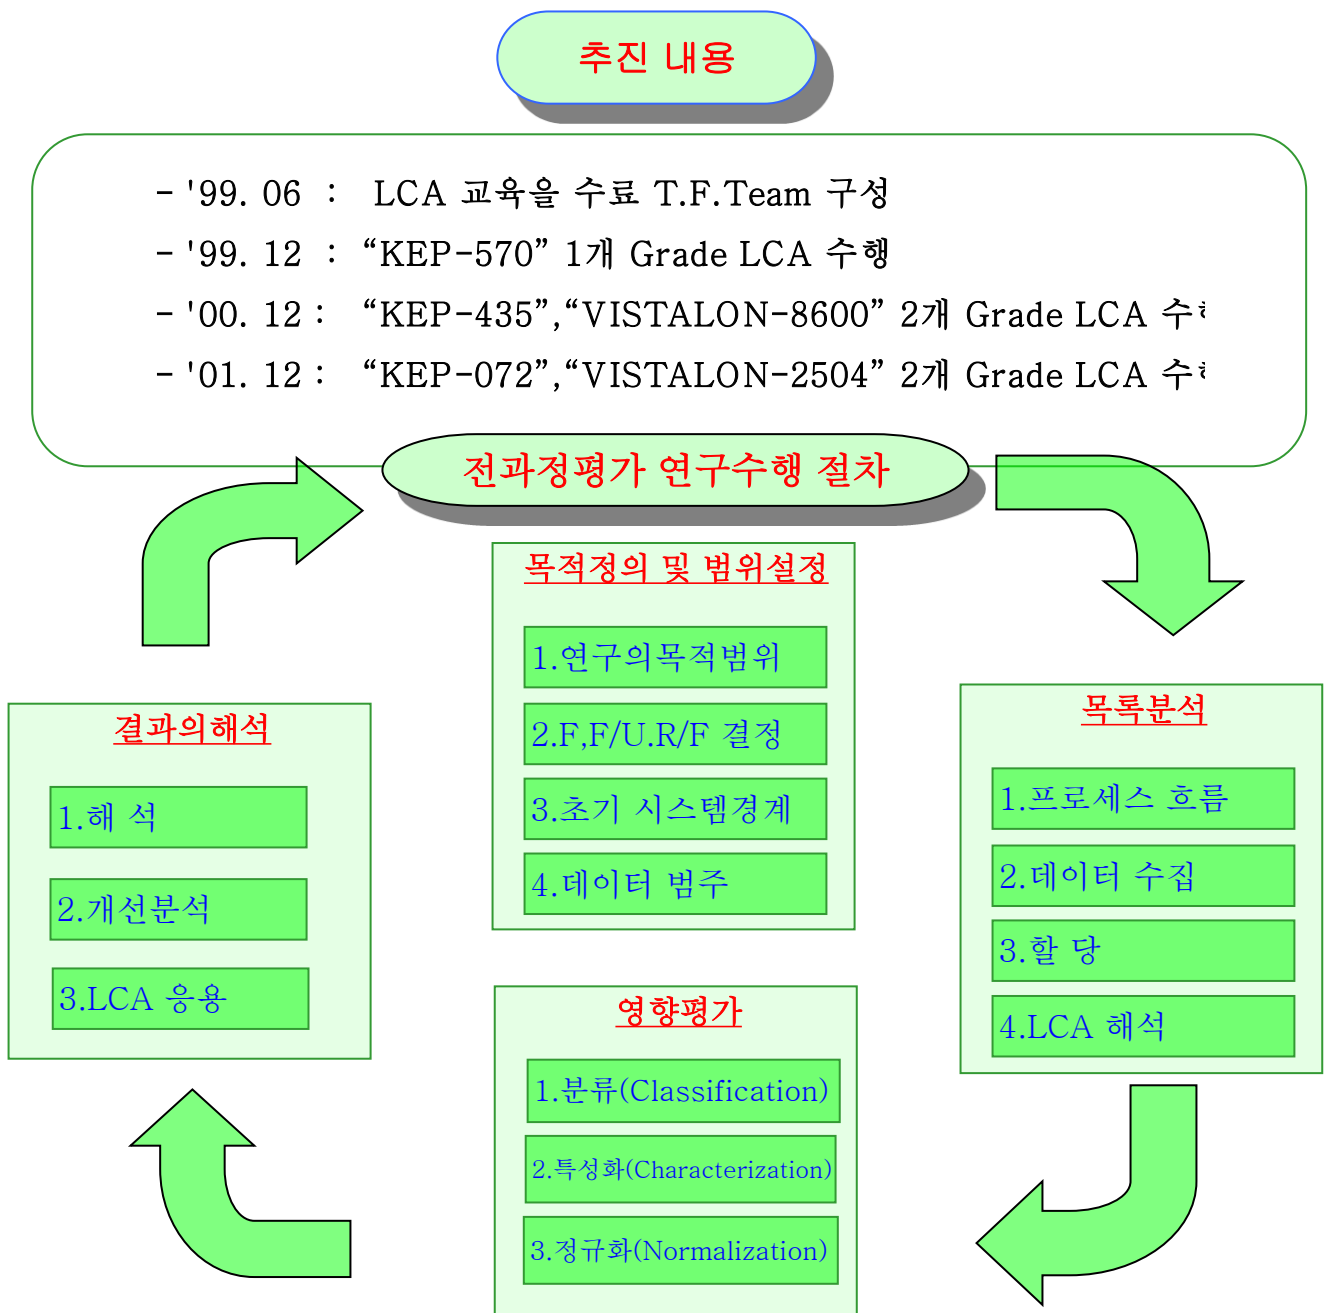 추진 내용
- '99. 06 : LCA 교육을 수료 T.F.Team 구성
- '99. 12 : “KEP-570” 1개 Grade LCA 수행
- '00. 12 : “KEP-435”,“VISTALON-8600” 2개 Grade LCA
- '01. 12 : “KEP-072”,“VISTALON-2504” 2개 Grade LCA
전과정평가 연구수행 절차
목적정의 및 범위설정
1.연구의목적범위
2.F,F/U.R/F 결정
3.초기 시스템경계
4.데이터 범주
목록분석
1.프로세스 흐름
2.데이터 수집
3.할 당
4.LCA 해석
영향평가
1.분류(Classification)
2.특성화(Characterization)
3.정규화(Normalization)
결과의해석
1.해 석
2.개선분석
3.LCA 응용